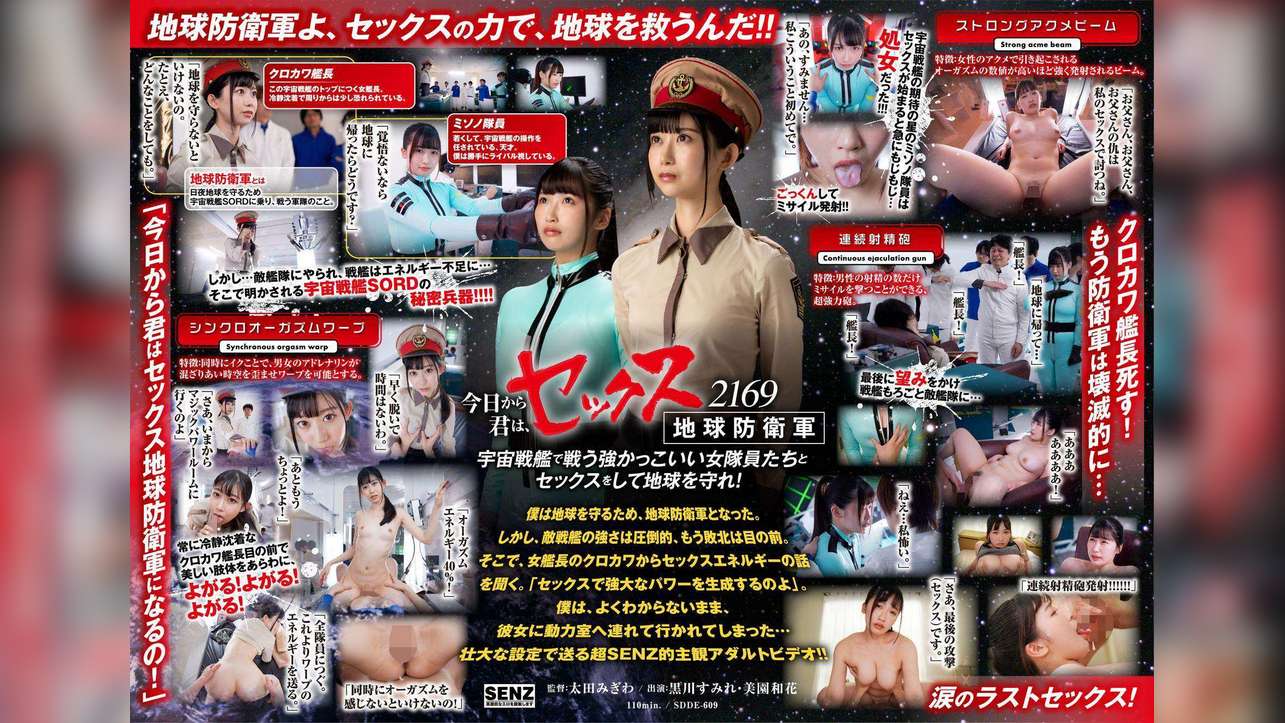 地球防衛軍よ、セックスの力で、地球を救うんだ!!
「地球を守らないと
いけないの。
たとえ、
どんなことをしても。」
クロカワ艦長
この宇宙戦艦のトップにつく女艦長。
冷静沈着で周りからは少し恐れられている。
地球防衛軍とは
日夜地球を守るため
宇宙戦艦SORDに乗り、戦う軍隊のこと。
ミソノ隊員
若くして、宇宙戦艦の操作を
任されている、天才。
僕は勝手にライバル視している。
「覚悟ないなら
地球に
帰ったらどうです?」
しかし…敵艦隊にやられ、戦艦はエネルギー不足に…
そこで明かされる宇宙戦艦SORDの
秘密兵器!!!!
「今日から君はセックス地球防衛軍になるの!」
シンクロオーガズムワープ
Synchronous orgasm warp
特徴:同時にイクことで、男女のアドレナリンが
混ざりあい時空を歪ませワープを可能とする。
「さあ、いまから
マジックパワールームに
行くのよ」
「早く脱いで
時間はないわ。」
「あともう
ちょっとよ!」
「オーガズム
エネルギー40%!」
常に冷静沈着な
クロカワ艦長目の前で
美しい肢体をあらわに、
よがる!よがる!
よがる!
「全隊員につぐ。
これよりワープの
エネルギーを送る。」
「同時にオーガズムを
感じないといけないの!」
今日から
君は、
セックス
2169
地球防衛軍
宇宙戦艦で戦う強かっこいい女隊員たちと
セックスをして地球を守れ!
僕は地球を守るため、地球防衛軍となった。
しかし、敵戦艦の強さは圧倒的、もう敗北は目の前。
そこで、女艦長のクロカワからセックスエネルギーの話
を聞く。「セックスで強大なパワーを生成するのよ」。
僕は、よくわからないまま、
彼女に動力室へ連れて行かれてしまった…
壮大な設定で送る超SENZ的主観アダルトビデオ!!
SENZ
監督:太田みぎわ / 出演:黒川すみれ・美園和花
110min. / SDDE-609
「あの、すみません…
私こういうこと初めてで。」
宇宙戦艦の期待の星のミソノ隊員は
セックスが始まると急にもじもじ…
処女だった!!
ごっくんして
ミサイル発射!!
ストロングアクメビーム
Strong acme beam
特徴:女性のアクメで引き起こされる
オーガズムの数値が高いほど強く発射されるビーム。
「お父さん、お父さん、
お父さんの仇は
私のセックスで討つね。」
連続射精砲
Continuous ejaculation gun
特徴:男性の射精の数だけ
ミサイルを撃つことができる、
超強力砲。
「艦長!」
「地球に帰って…」
「艦長!」
「艦長!」
クロカワ艦長死す!
もう防衛軍は壊滅的に…
最後に望みをかけ
戦艦もろごと敵艦隊に…
「ああ
ああああ
ああああ!」
「ねえ…私怖い。」
「連続射精砲発射!!!!!!」
「さあ、最後の攻撃
(セックス)です。」
涙のラストセックス!